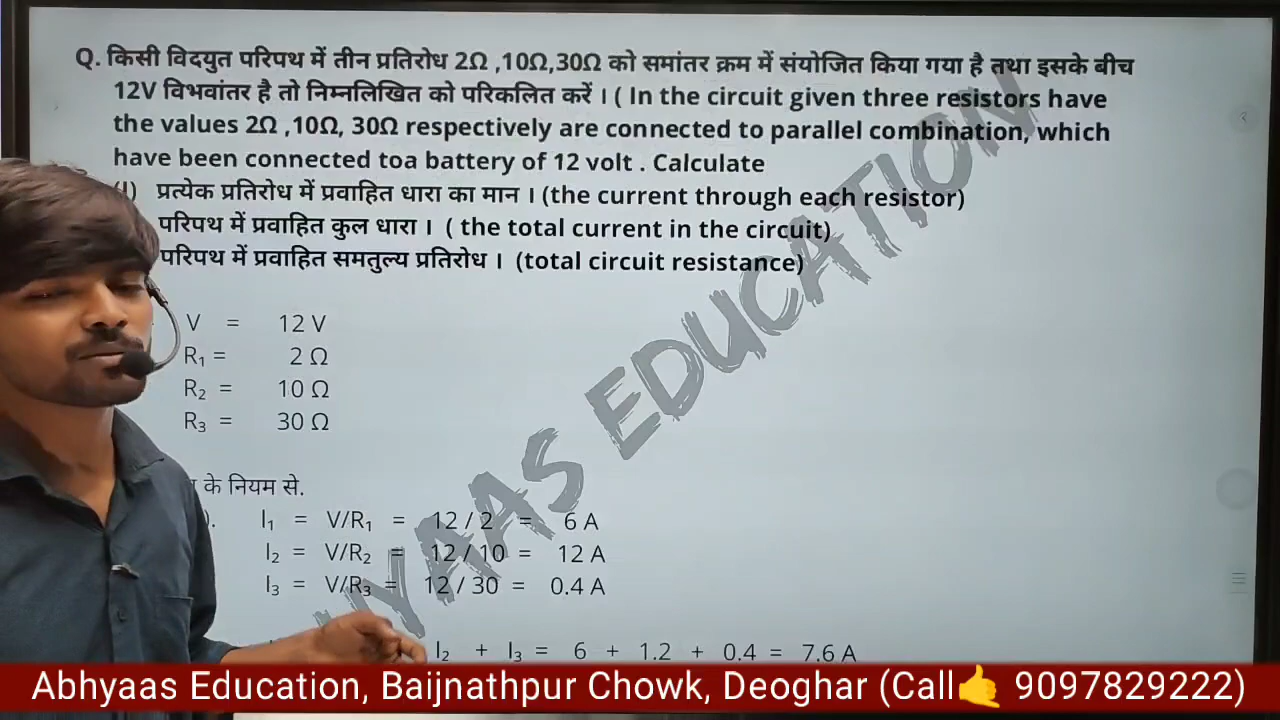 Q. किसी विदयुत परिपथ में तीन प्रतिरोध 2Ω ,10Ω,30Ω को समांतर क्रम में संयोजित किया गया है तथा इसके बीच
12V विभवांतर है तो निम्नलिखित को परिकलित करें । ( In the circuit given three resistors have
the values 2Ω ,10Ω, 30Ω respectively are connected to parallel combination, which
have been connected toa battery of 12 volt . Calculate
(I) प्रत्येक प्रतिरोध में प्रवाहित धारा का मान । (the current through each resistor)
परिपथ में प्रवाहित कुल धारा । ( the total current in the circuit)
परिपथ में प्रवाहित समतुल्य प्रतिरोध । (total circuit resistance)
V = 12 V
R₁ = 2 Ω
R₂ = 10 Ω
R₃ = 30 Ω
के नियम से.
I₁ = V/R₁ = 12 / 2 = 6 A
I₂ = V/R₂ = 12 / 10 = 12 A
I₃ = V/R₃ = 12 / 30 = 0.4 A
I₂ + I₃ = 6 + 1.2 + 0.4 = 7.6 A
YAAS EDUCATION
Abhyaas Education, Baijnathpur Chowk, Deoghar (Call🤙 9097829222)